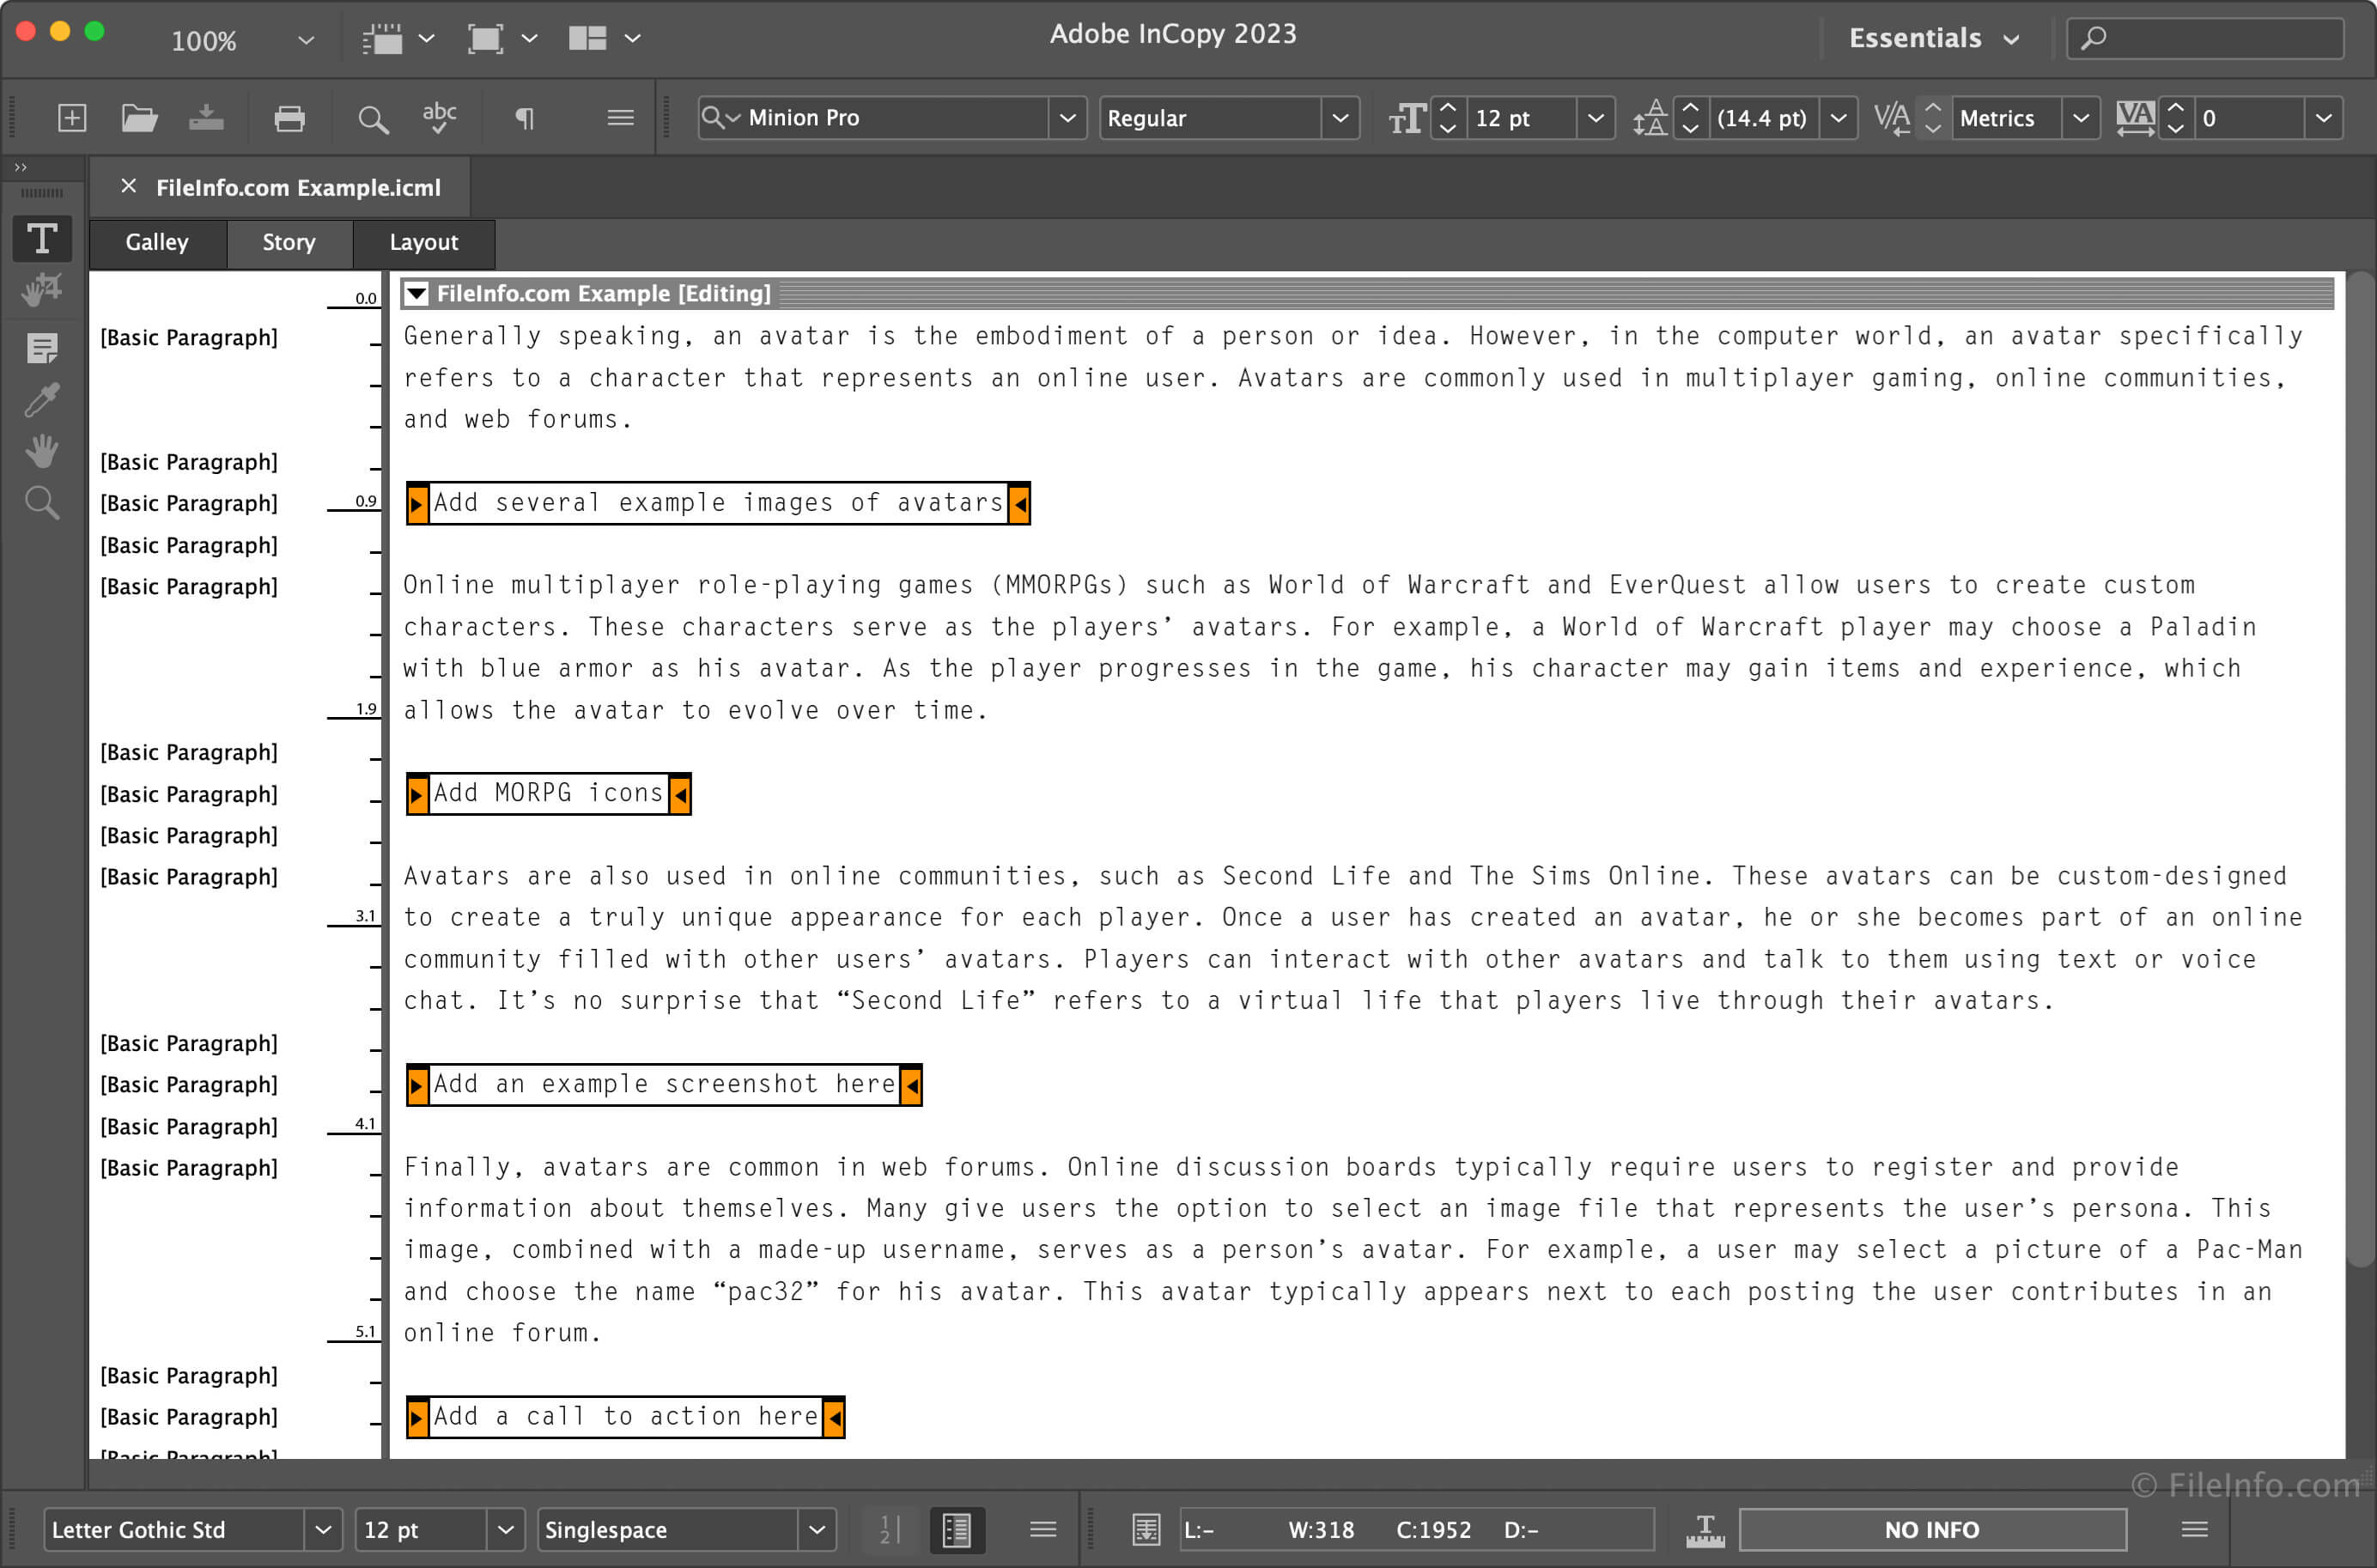 100%
Adobe InCopy 2023
Essentials
abc
¶
Minion Pro
Regular
12 pt
(14.4 pt)
Metrics
0
FileInfo.com Example.icml
Galley
Story
Layout
0.0
FileInfo.com Example [Editing]
[Basic Paragraph] Generally speaking, an avatar is the embodiment of a person or idea. However, in the computer world, an avatar specifically
refers to a character that represents an online user. Avatars are commonly used in multiplayer gaming, online communities,
and web forums.
[Basic Paragraph]
[Basic Paragraph] 0.9 Add several example images of avatars
[Basic Paragraph]
[Basic Paragraph] Online multiplayer role-playing games (MMORPGs) such as World of Warcraft and EverQuest allow users to create custom
characters. These characters serve as the players’ avatars. For example, a World of Warcraft player may choose a Paladin
with blue armor as his avatar. As the player progresses in the game, his character may gain items and experience, which
1.9 allows the avatar to evolve over time.
[Basic Paragraph]
[Basic Paragraph] Add MORPG icons
[Basic Paragraph]
[Basic Paragraph] Avatars are also used in online communities, such as Second Life and The Sims Online. These avatars can be custom-designed
3.1 to create a truly unique appearance for each player. Once a user has created an avatar, he or she becomes part of an online
community filled with other users’ avatars. Players can interact with other avatars and talk to them using text or voice
chat. It’s no surprise that “Second Life” refers to a virtual life that players live through their avatars.
[Basic Paragraph]
[Basic Paragraph] Add an example screenshot here
[Basic Paragraph] 4.1
[Basic Paragraph] Finally, avatars are common in web forums. Online discussion boards typically require users to register and provide
information about themselves. Many give users the option to select an image file that represents the user’s persona. This
image, combined with a made-up username, serves as a person’s avatar. For example, a user may select a picture of a Pac-Man
and choose the name “pac32” for his avatar. This avatar typically appears next to each posting the user contributes in an
5.1 online forum.
[Basic Paragraph]
[Basic Paragraph] Add a call to action here
[Basic Paragraph]
© FileInfo.com
Letter Gothic Std
12 pt
Singlespace
L:–
W:318
C:1952
D:–
NO INFO